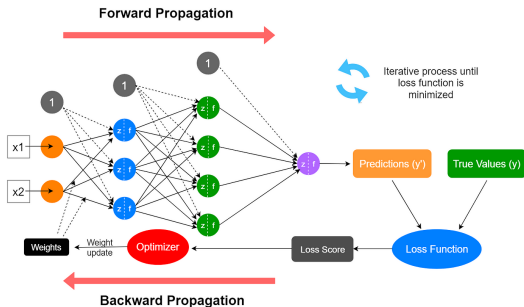 Forward Propagation
1
1
1
Iterative process until
loss function is
minimized
x1
x2
z f
z f
z f
z f
z f
z f
z f
z f
Predictions (y')
True Values (y)
Weights
Weight
update
Optimizer
Loss Score
Loss Function
Backward Propagation